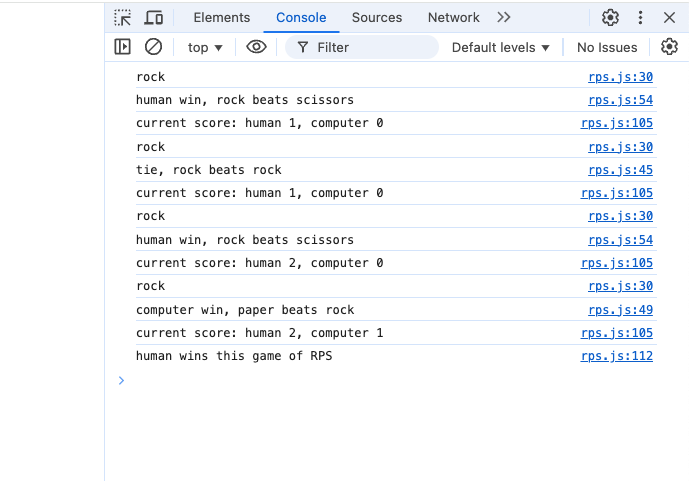 Elements Console Sources Network
top Filter Default levels No Issues
rock rps.js:30
human win, rock beats scissors rps.js:54
current score: human 1, computer 0 rps.js:105
rock rps.js:30
tie, rock beats rock rps.js:45
current score: human 1, computer 0 rps.js:105
rock rps.js:30
human win, rock beats scissors rps.js:54
current score: human 2, computer 0 rps.js:105
rock rps.js:30
computer win, paper beats rock rps.js:49
current score: human 2, computer 1 rps.js:105
human wins this game of RPS rps.js:112